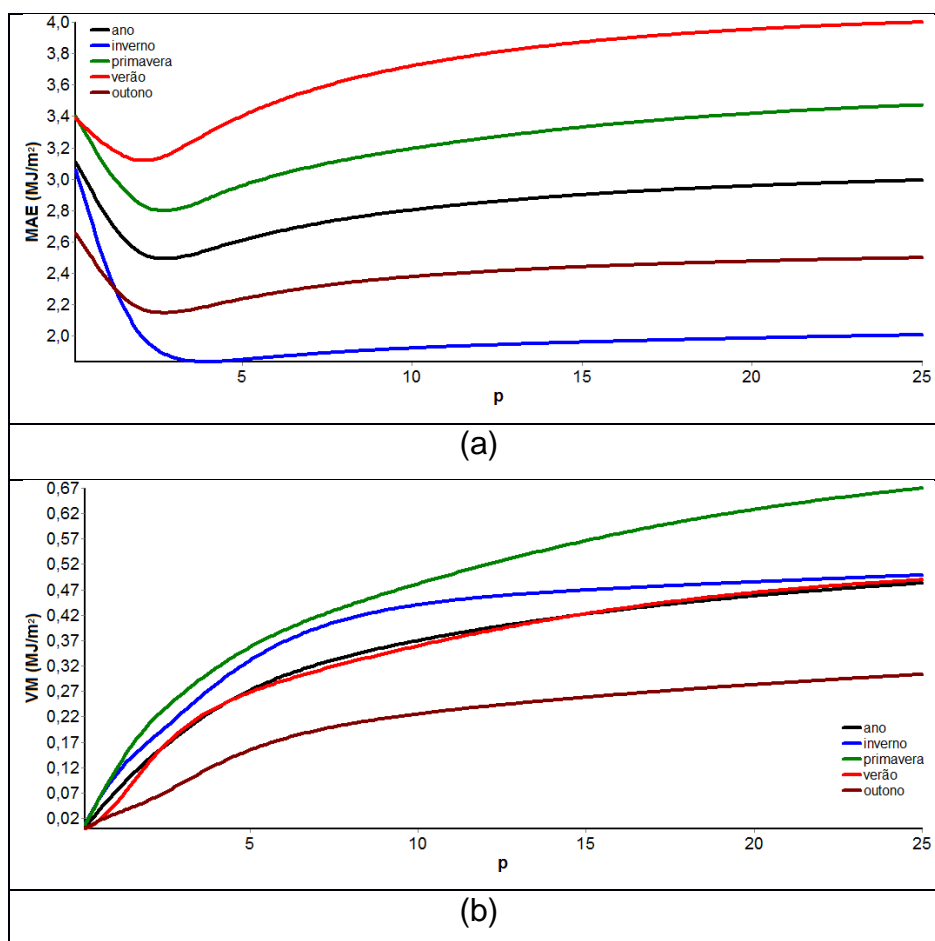 4,0
3,8
3,6
3,4
3,2
3,0
2,8
2,6
2,4
2,2
2,0
MAE (MJ/m²)
ano
inverno
primavera
verão
outono
5
10
15
20
25
p
(a)
0,67
0,62
0,57
0,52
0,47
0,42
0,37
0,32
0,27
0,22
0,17
0,12
0,07
0,02
VM (MJ/m²)
ano
inverno
primavera
verão
outono
5
10
15
20
25
p
(b)